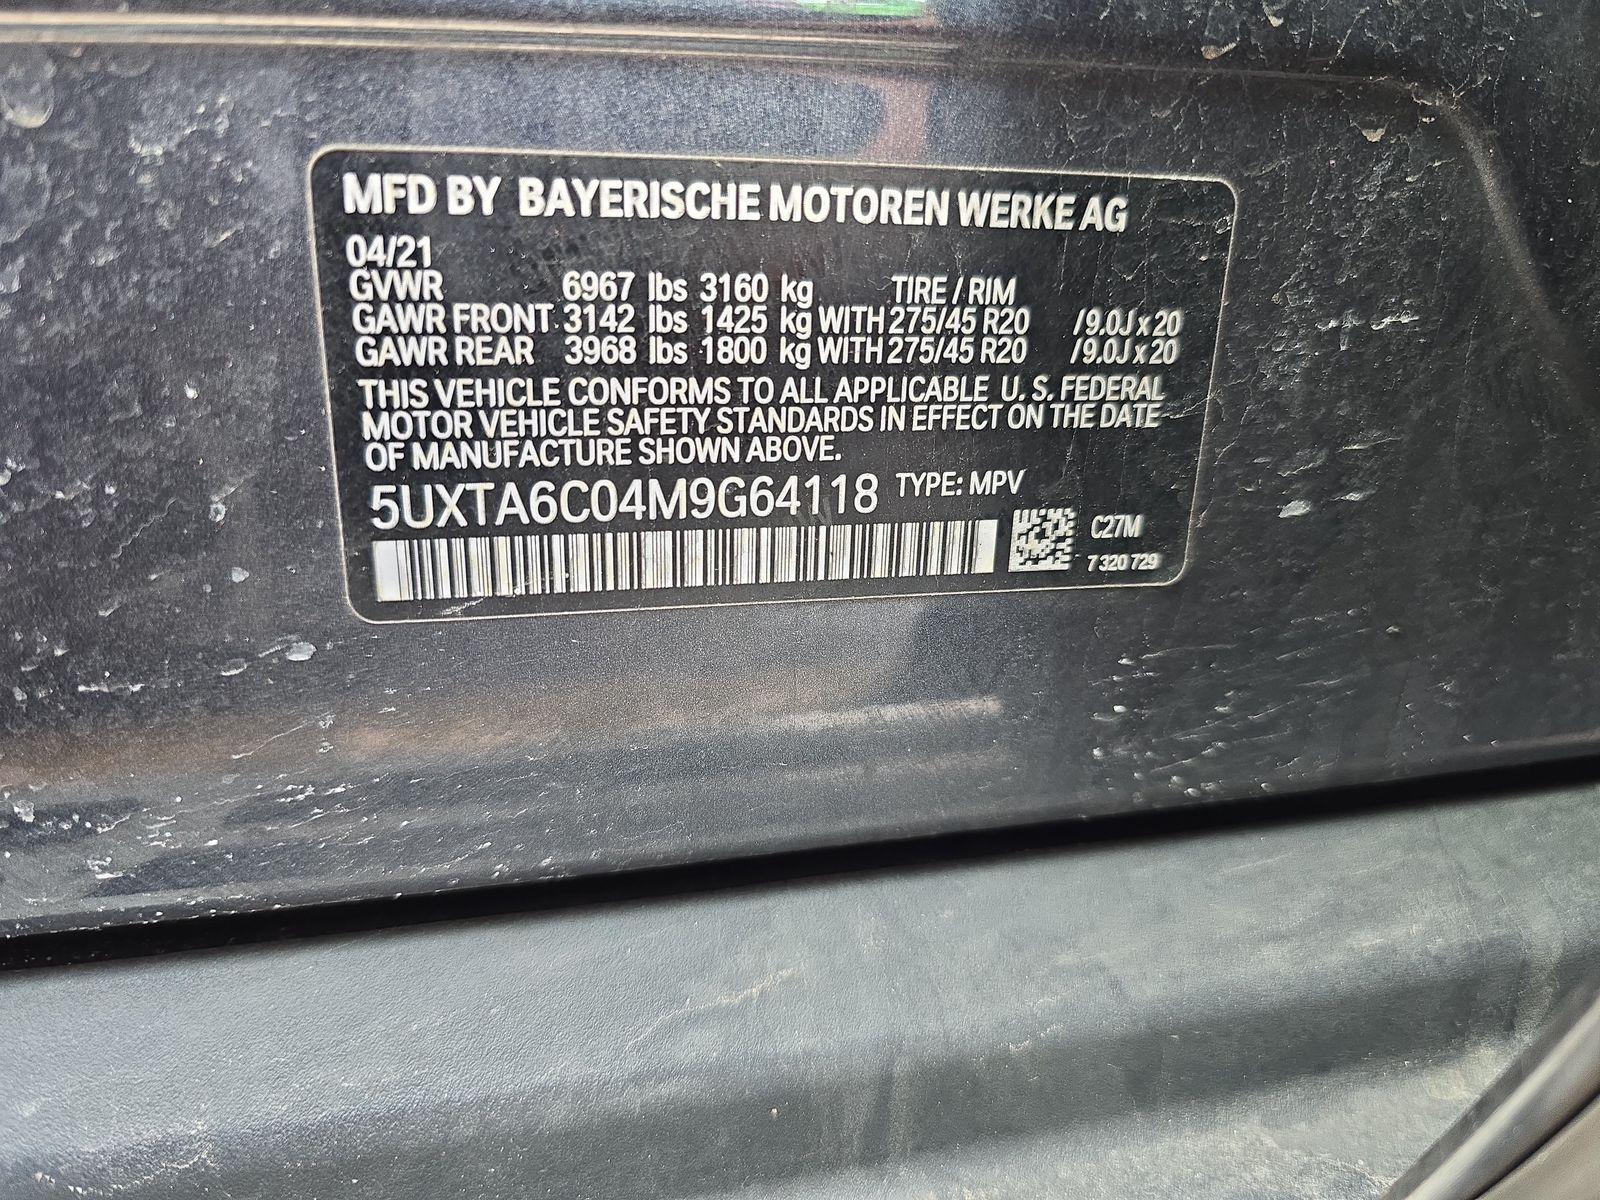 MFD BY BAYERISCHE MOTOREN WERKE AG
04/21
GVWR 6967 lbs 3160 kg TIRE / RIM
GAWR FRONT 3142 lbs 1425 kg WITH 275/45 R20 /9.0J x 20
GAWR REAR 3968 lbs 1800 kg WITH 275/45 R20 /9.0J x 20
THIS VEHICLE CONFORMS TO ALL APPLICABLE U. S. FEDERAL
MOTOR VEHICLE SAFETY STANDARDS IN EFFECT ON THE DATE
OF MANUFACTURE SHOWN ABOVE.
5UXTA6C04M9G64118 TYPE: MPV
C27M
7 320 729